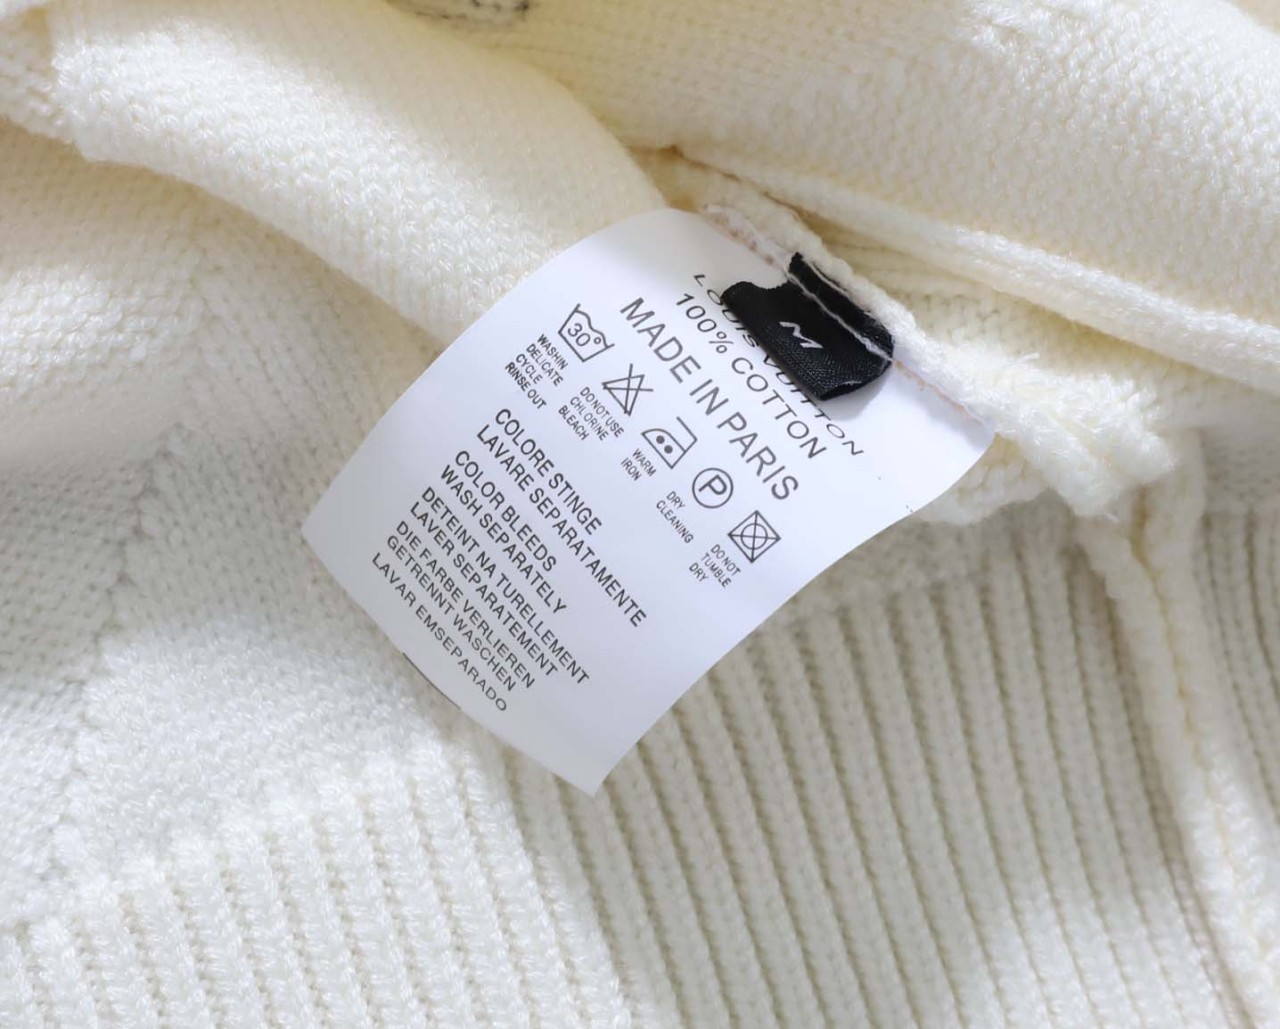 LOUIS VUITTON
100% COTTON
MADE IN PARIS
M
30°
WASHIN
DELICATE
CYCLE
RINSE OUT
DO NOT USE
CHLORINE
BLEACH
WARM
IRON
P
DRY
CLEANING
DO NOT
TUMBLE
DRY
COLORE STINGE
LAVARE SEPARATAMENTE
COLOR BLEEDS
WASH SEPARATELY
DETEINT NA TURELLEMENT
LAVER SEPARATEMENT
DIE FARBE VERLIEREN
GETRENNT WASCHEN
LAVAR EMSEP ARADO